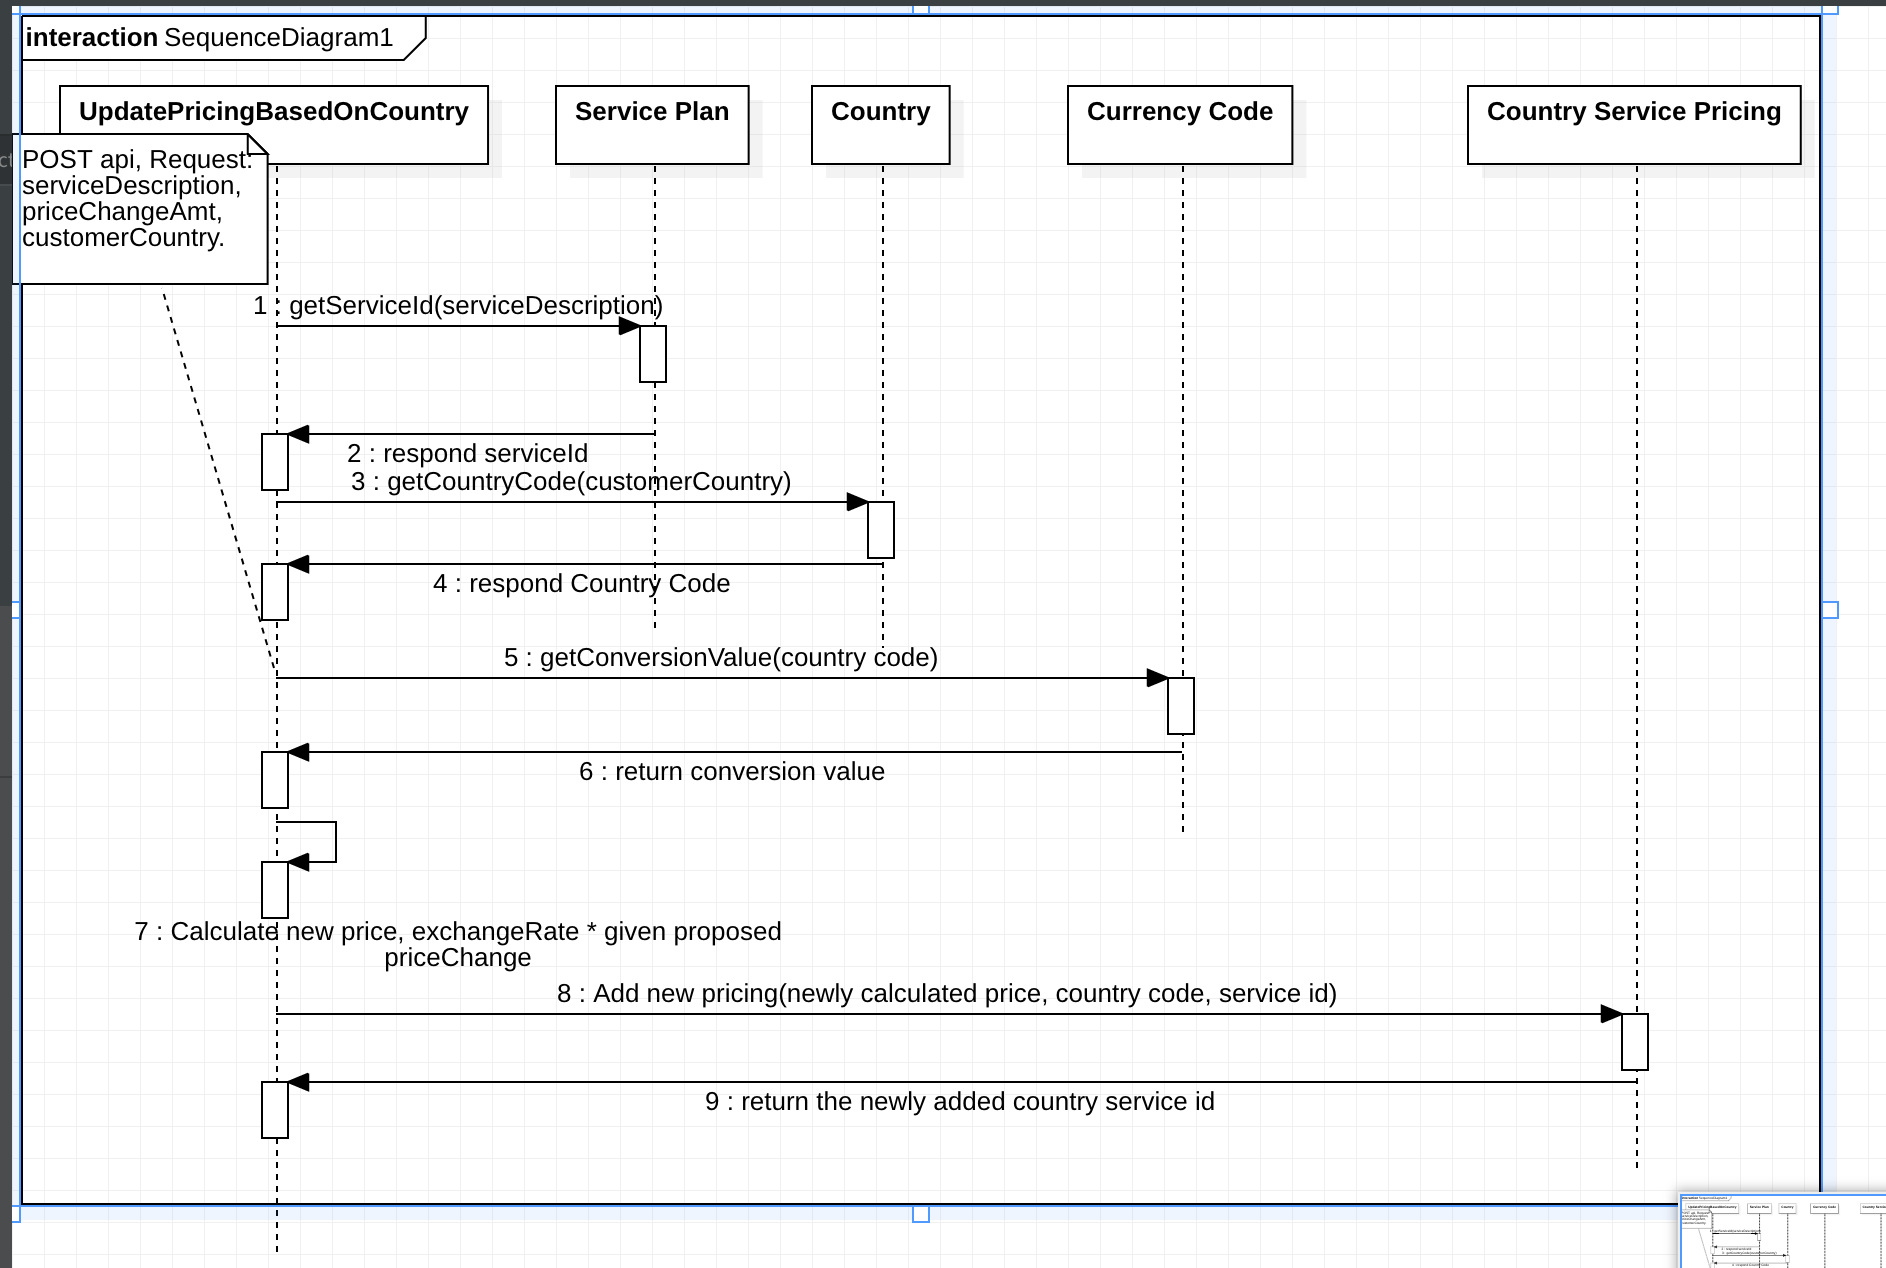 interaction SequenceDiagram1
UpdatePricingBasedOnCountry
Service Plan
Country
Currency Code
Country Service Pricing
POST api, Request:
serviceDescription,
priceChangeAmt,
customerCountry.
1 : getServiceId(serviceDescription)
2 : respond serviceId
3 : getCountryCode(customerCountry)
4 : respond Country Code
5 : getConversionValue(country code)
6 : return conversion value
7 : Calculate new price, exchangeRate * given proposed
priceChange
8 : Add new pricing(newly calculated price, country code, service id)
9 : return the newly added country service id